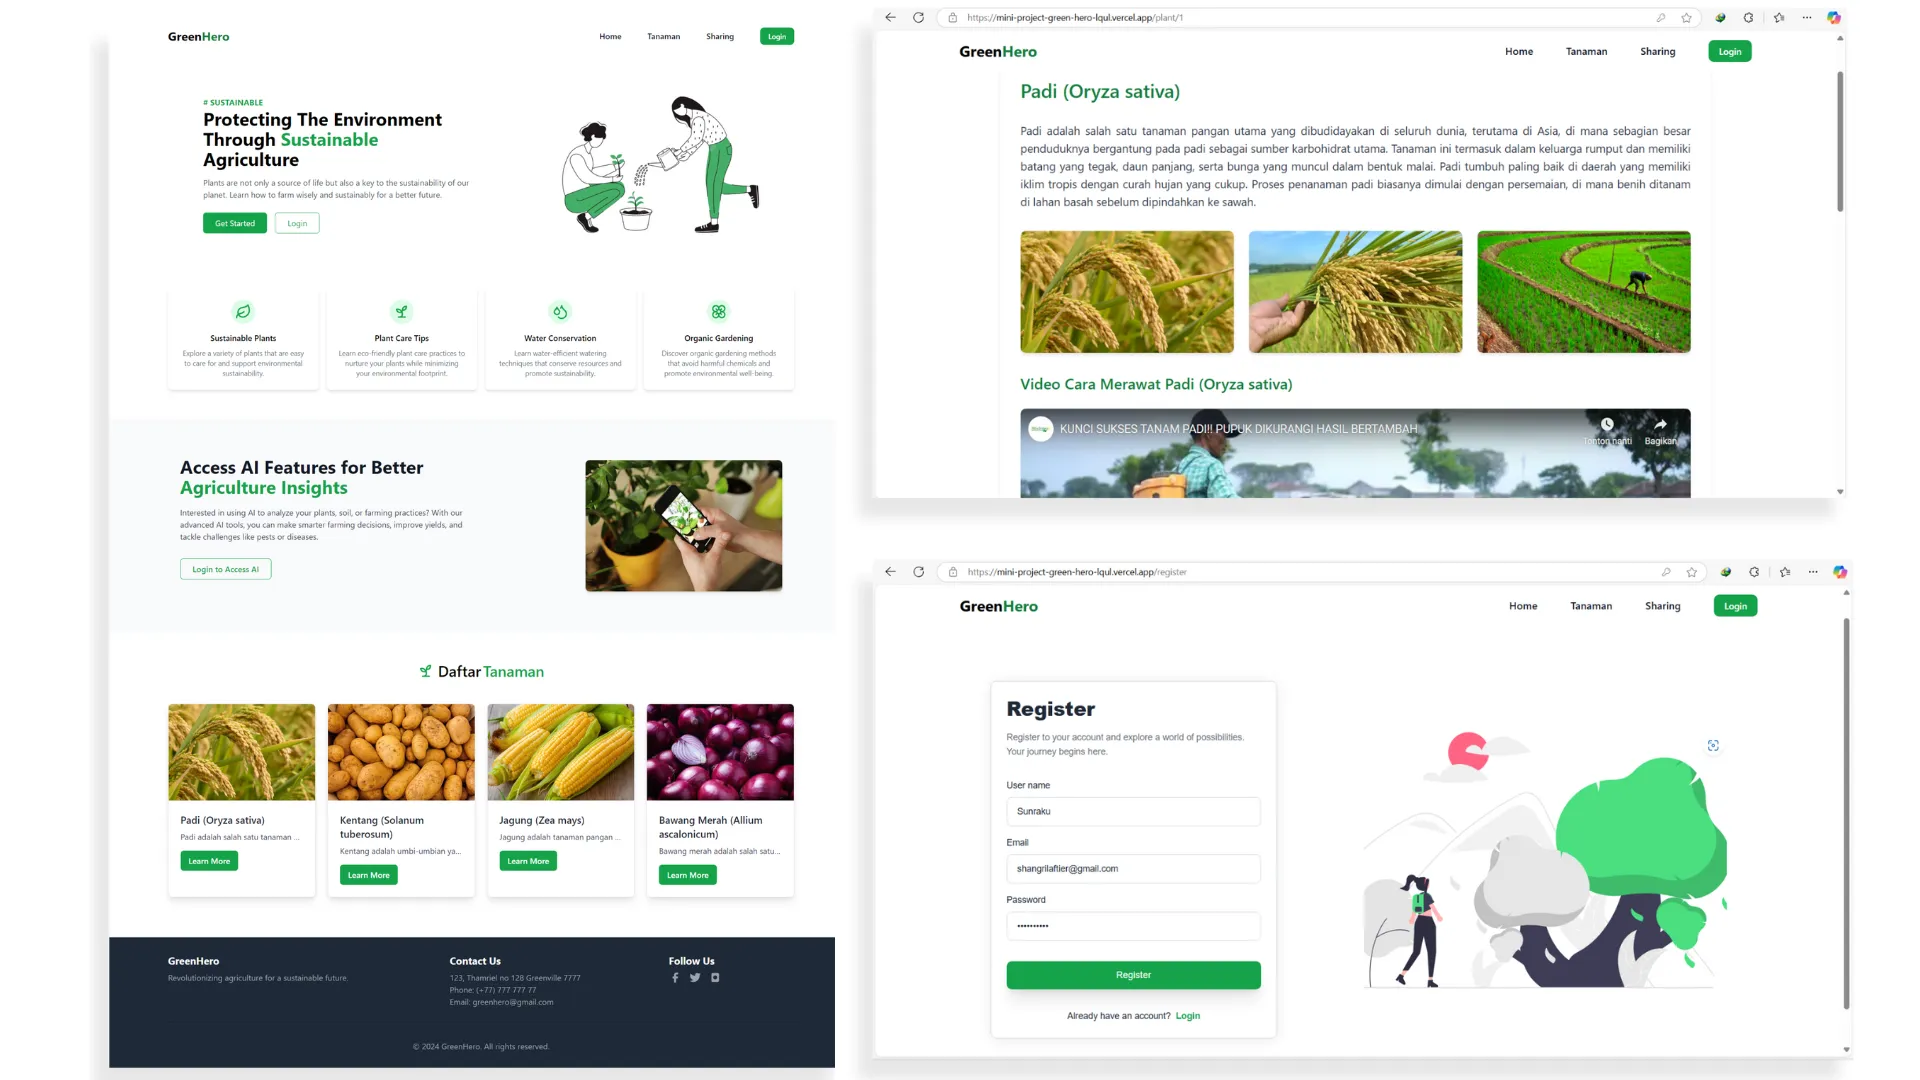 GreenHero
Home Tanaman Sharing Login
# SUSTAINABLE
Protecting The Environment
Through Sustainable
Agriculture
Plants are not only a source of life but also a key to the sustainability of our
planet. Learn how to farm wisely and sustainably for a better future.
Get Started Login
Sustainable Plants
Explore a variety of plants that are easy
to care for and support environmental
sustainability.
Plant Care Tips
Learn eco-friendly plant care practices to
nurture your plants while minimizing
your environmental footprint.
Water Conservation
Learn water-efficient watering
techniques that conserve resources and
promote sustainability.
Organic Gardening
Discover organic gardening methods
that avoid harmful chemicals and
promote environmental well-being.
Access AI Features for Better
Agriculture Insights
Interested in using AI to analyze your plants, soil, or farming practices? With our
advanced AI tools, you can make smarter farming decisions, improve yields, and
tackle challenges like pests or diseases.
Login to Access AI
Daftar Tanaman
Padi (Oryza sativa)
Padi adalah salah satu tanaman ...
Learn More
Kentang (Solanum
tuberosum)
Kentang adalah umbi-umbian ya...
Learn More
Jagung (Zea mays)
Jagung adalah tanaman pangan ...
Learn More
Bawang Merah (Allium
ascalonicum)
Bawang merah adalah salah satu...
Learn More
GreenHero
Revolutionizing agriculture for a sustainable future.
Contact Us
123, Thamriel no 128 Greenville 7777
Phone: (+77) 777 777 77
Email: greenhero@gmail.com
Follow Us
© 2024 GreenHero. All rights reserved.
https://mini-project-green-hero-lqul.vercel.app/plant/1
GreenHero
Home Tanaman Sharing Login
Padi (Oryza sativa)
Padi adalah salah satu tanaman pangan utama yang dibudidayakan di seluruh dunia, terutama di Asia, di mana sebagian besar
penduduknya bergantung pada padi sebagai sumber karbohidrat utama. Tanaman ini termasuk dalam keluarga rumput dan memiliki
batang yang tegak, daun panjang, serta bunga yang muncul dalam bentuk malai. Padi tumbuh paling baik di daerah yang memiliki
iklim tropis dengan curah hujan yang cukup. Proses penanaman padi biasanya dimulai dengan persemaian, di mana benih ditanam
di lahan basah sebelum dipindahkan ke sawah.
Video Cara Merawat Padi (Oryza sativa)
KUNCI SUKSES TANAM PADI!! PUPUK DIKURANGI HASIL BERTAMBAH
Tonton nanti Bagikan
https://mini-project-green-hero-lqul.vercel.app/register
GreenHero
Home Tanaman Sharing Login
Register
Register to your account and explore a world of possibilities.
Your journey begins here.
User name
Sunraku
Email
shangrilaftier@gmail.com
Password
••••••••••
Register
Already have an account? Login